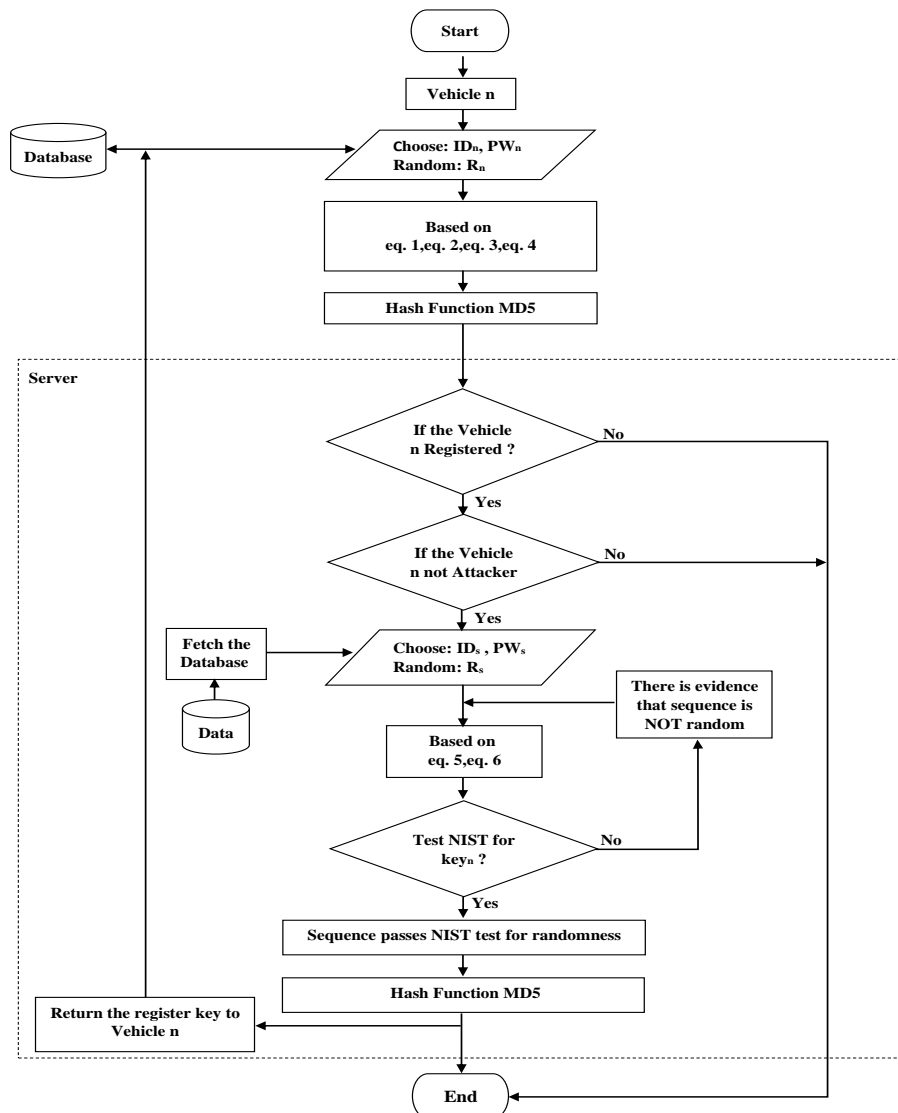 Start
Vehicle n
Database
Choose: IDₙ, PWₙ
Random: Rₙ
Based on
eq. 1,eq. 2,eq. 3,eq. 4
Hash Function MD5
Server
If the Vehicle
n Registered ?
No
Yes
If the Vehicle
n not Attacker
No
Yes
Fetch the
Database
Choose: IDₛ , PWₛ
Random: Rₛ
There is evidence
that sequence is
NOT random
Data
Based on
eq. 5,eq. 6
Test NIST for
keyₙ ?
No
Yes
Sequence passes NIST test for randomness
Hash Function MD5
Return the register key to
Vehicle n
End